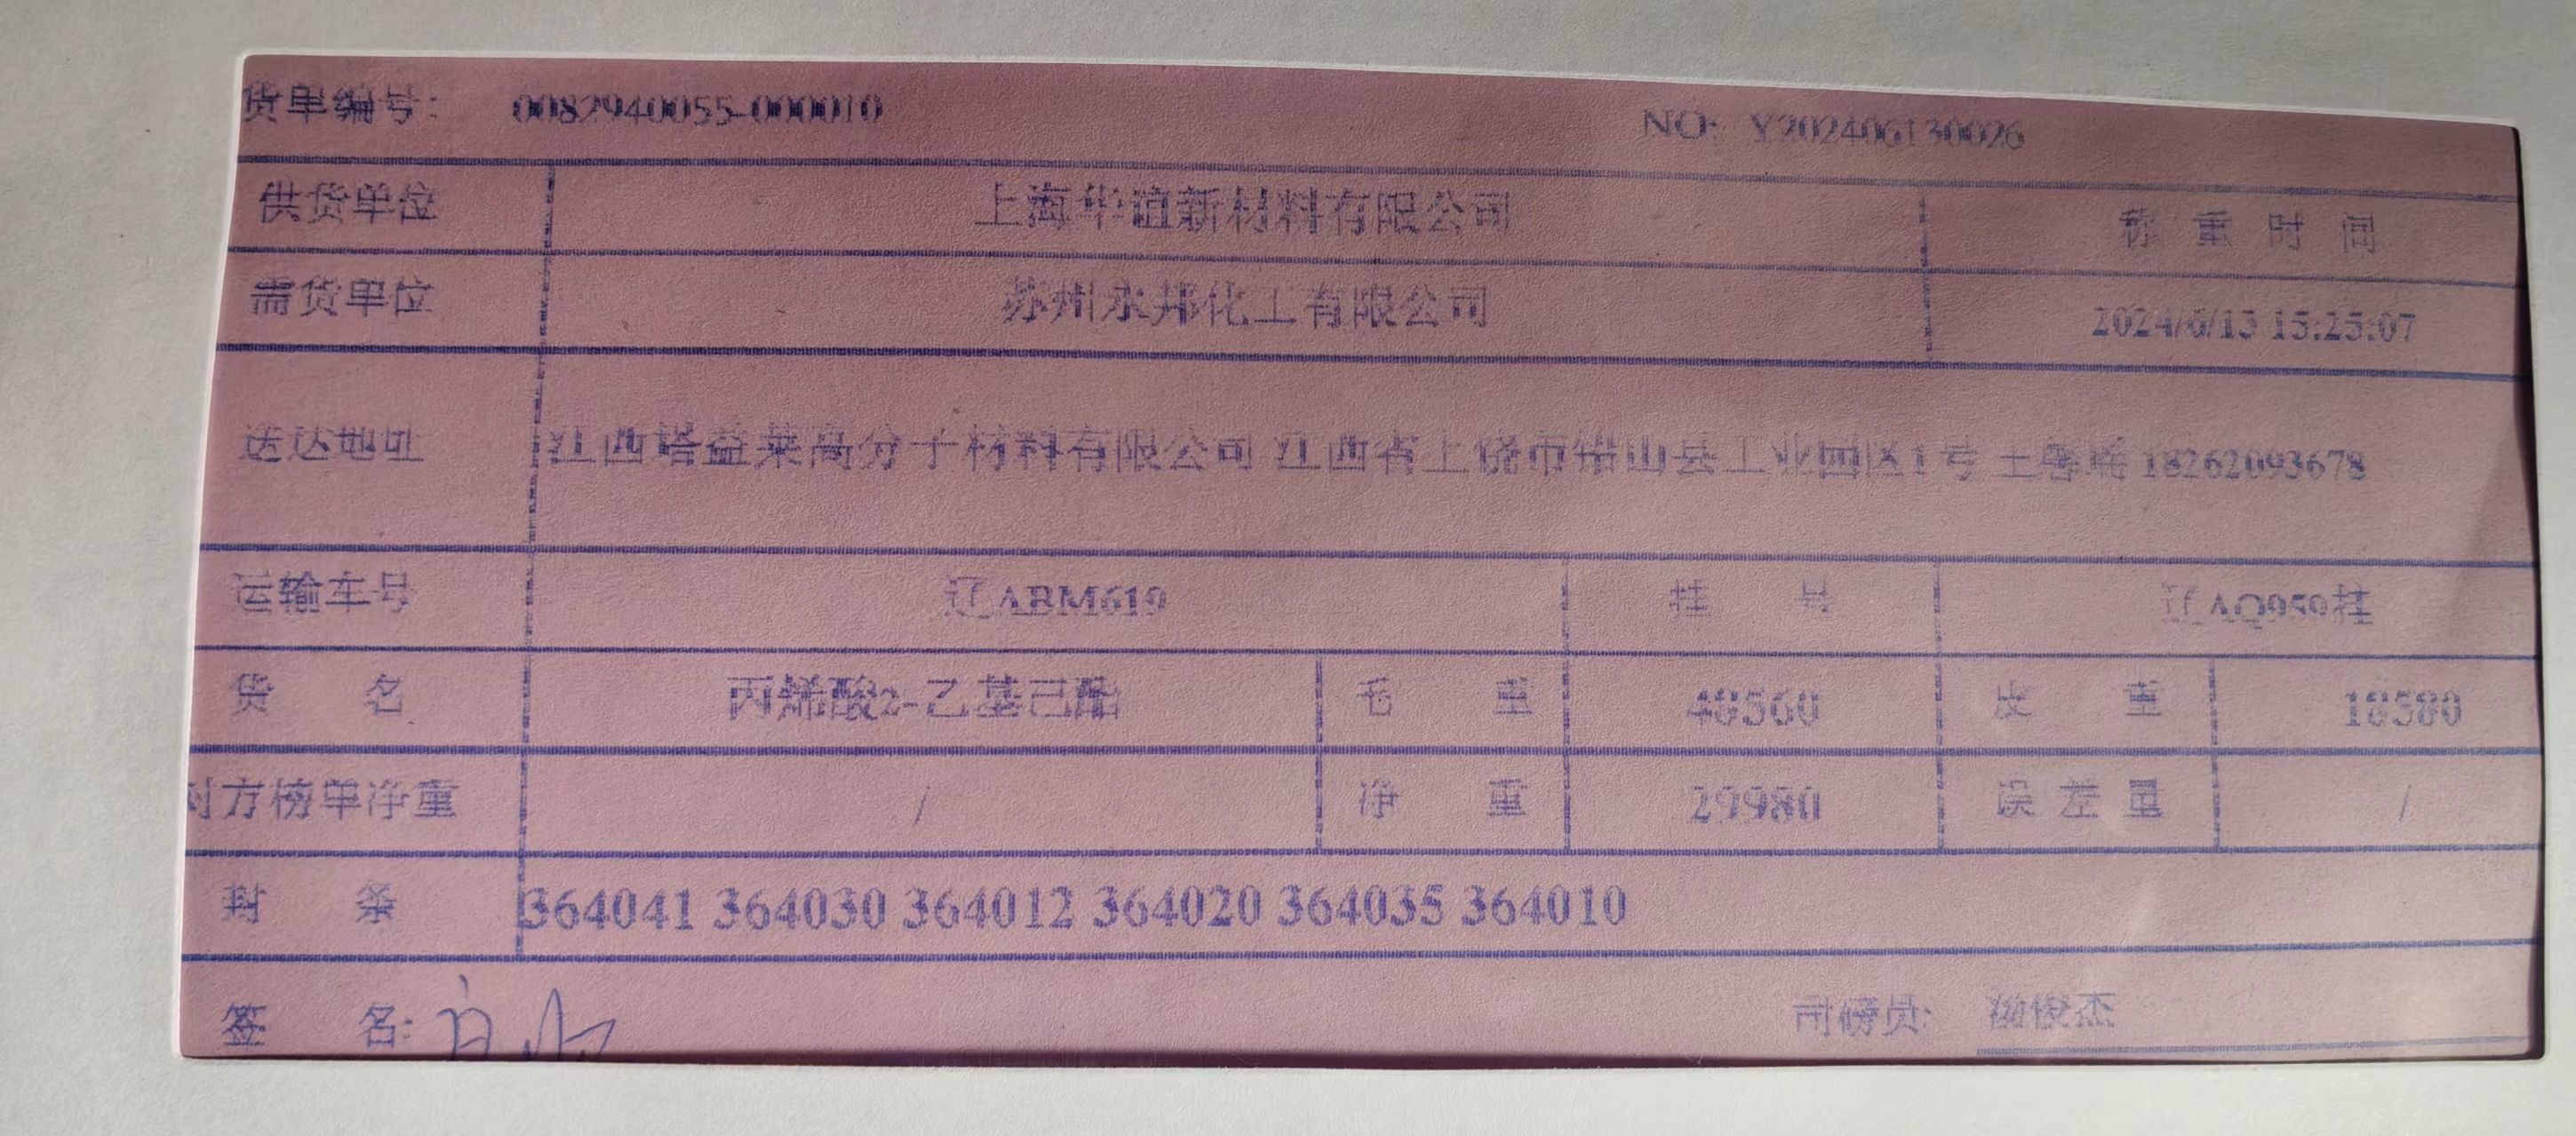 货单编号: 0082940055-000010 NO: Y202406130026
供货单位 上海华谊新材料有限公司 称重时间
需货单位 苏州永邦化工有限公司 2024/6/13 15:25:07
送达地址 江西塔益莱高分子材料有限公司 江西省上饶市铅山县工业园区1号 18262093678
运输车号 辽ABM619 挂号 辽AQ959挂
货名 丙烯酸2-乙基己酯 毛重 48560 皮重 18580
对方榜单净重 / 净重 29980 误差量 /
封条 364041 364030 364012 364020 364035 364010
签名: 司磅员: 杨俊杰